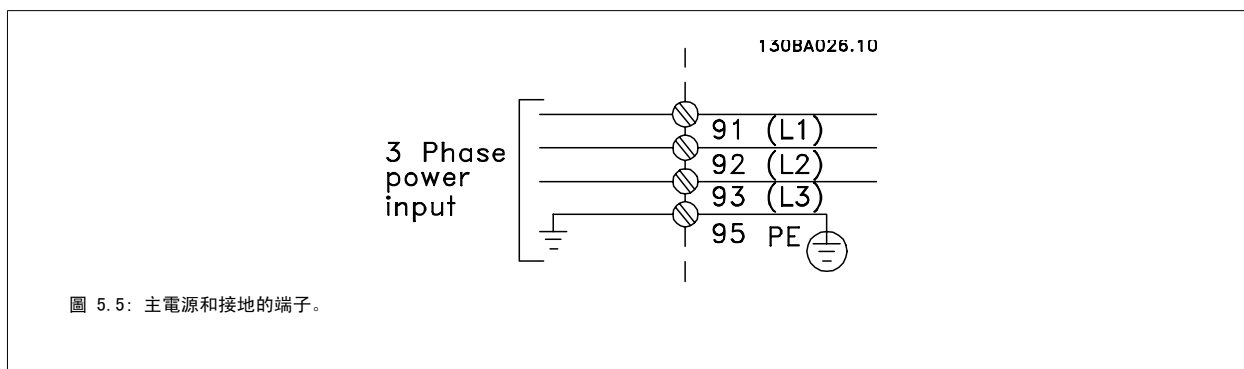 130BA026.10
3 Phase
power
input
91 (L1)
92 (L2)
93 (L3)
95 PE
圖 5.5: 主電源和接地的端子。